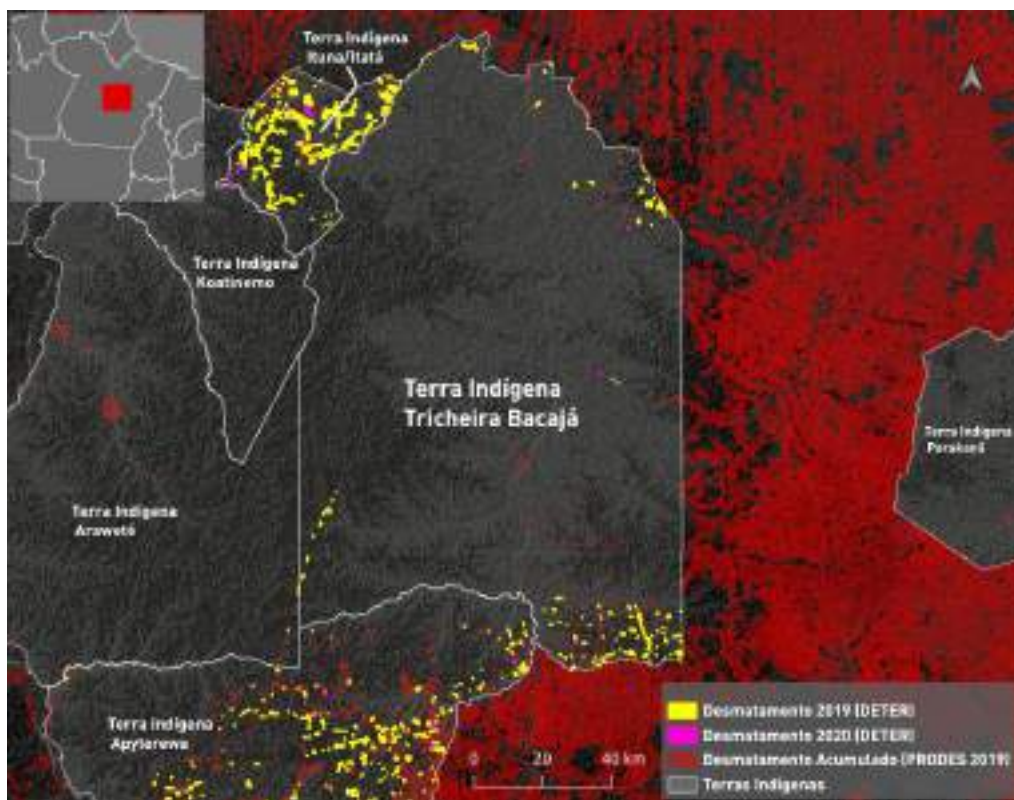 Terra Indígena
Ituna/Itatá
Terra Indígena
Koatinemo
Terra Indígena
Tricheira Bacajá
Terra Indígena
Parakanã
Terra Indígena
Araweté
Terra Indígena
Apyterewa
Desmatamento 2019 (DETER)
Desmatamento 2020 (DETER)
Desmatamento Acumulado (PRODES 2019)
Terras Indígenas
0 20 40 km